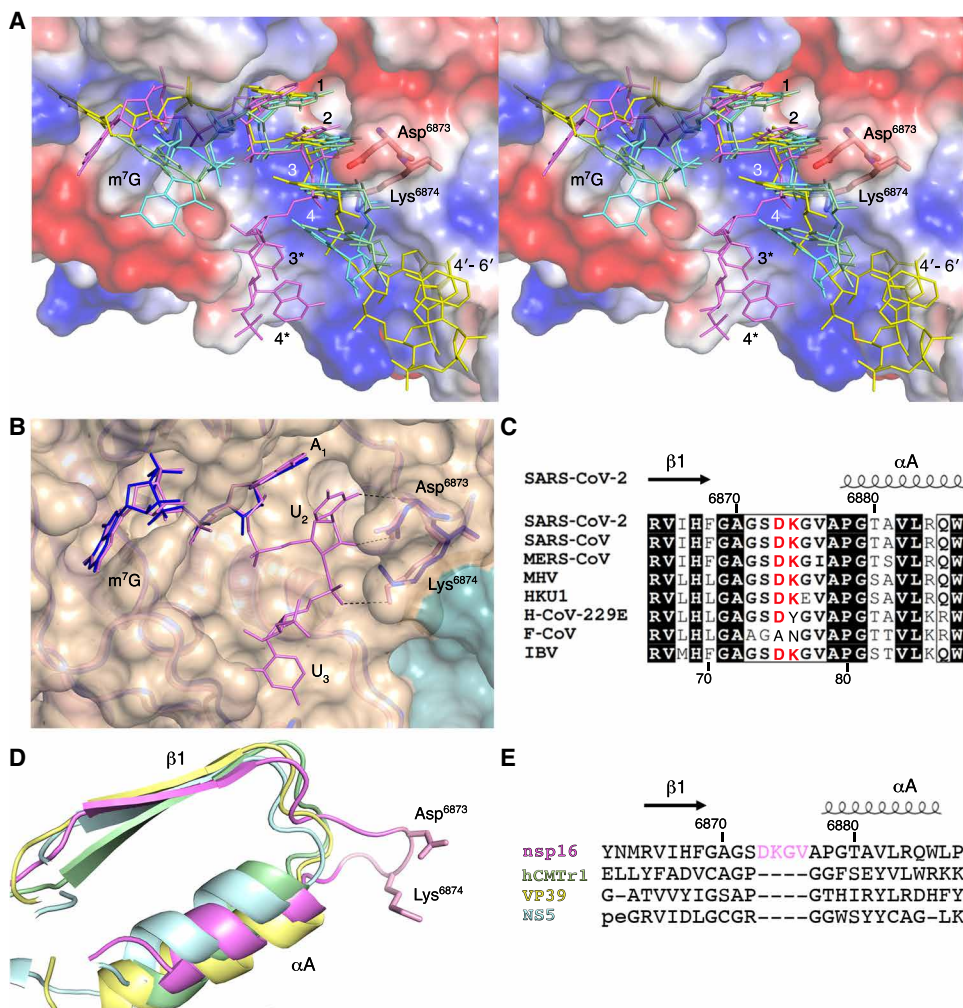 A
1
2
3
4
Asp6873
Lys6874
m7G
3*
4*
4′- 6′
1
2
3
4
Asp6873
Lys6874
m7G
3*
4*
4′- 6′
B
A1
U2
U3
m7G
Asp6873
Lys6874
C
β1 αA
SARS-CoV-2
6870 6880
SARS-CoV-2 RVIHFGAGSDKGVAPGTAVLRQW
SARS-CoV RVIHFGAGSDKGVAPGTAVLRQW
MERS-CoV RVIHFGAGSDKGIAPGTAVLRQW
MHV RVLHLGAGSDKGVAPGSAVLRQW
HKU1 RVLHLGAGSDKEVAPGSAVLRQW
H-CoV-229E RVLHLGAGSDYGVAPGTAVLKRW
F-CoV RVLHLGAAGANGVAPGTTVLKRW
IBV RVMHFGAGSDKGVAPGSTVLKQW
70 80
D
β1
αA
Asp6873
Lys6874
E
β1 αA
6870 6880
nsp16 YNMRVIHFGAGSDKGVAPGTAVLRQWLP
hCMTr1 ELLYFADVCAGP----GGFSEYVLWRKK
VP39 G-ATVVYIGSAP----GTHIRYLRDHFY
NS5 peGRVIDLGCGR----GGWSYYCAG-LK